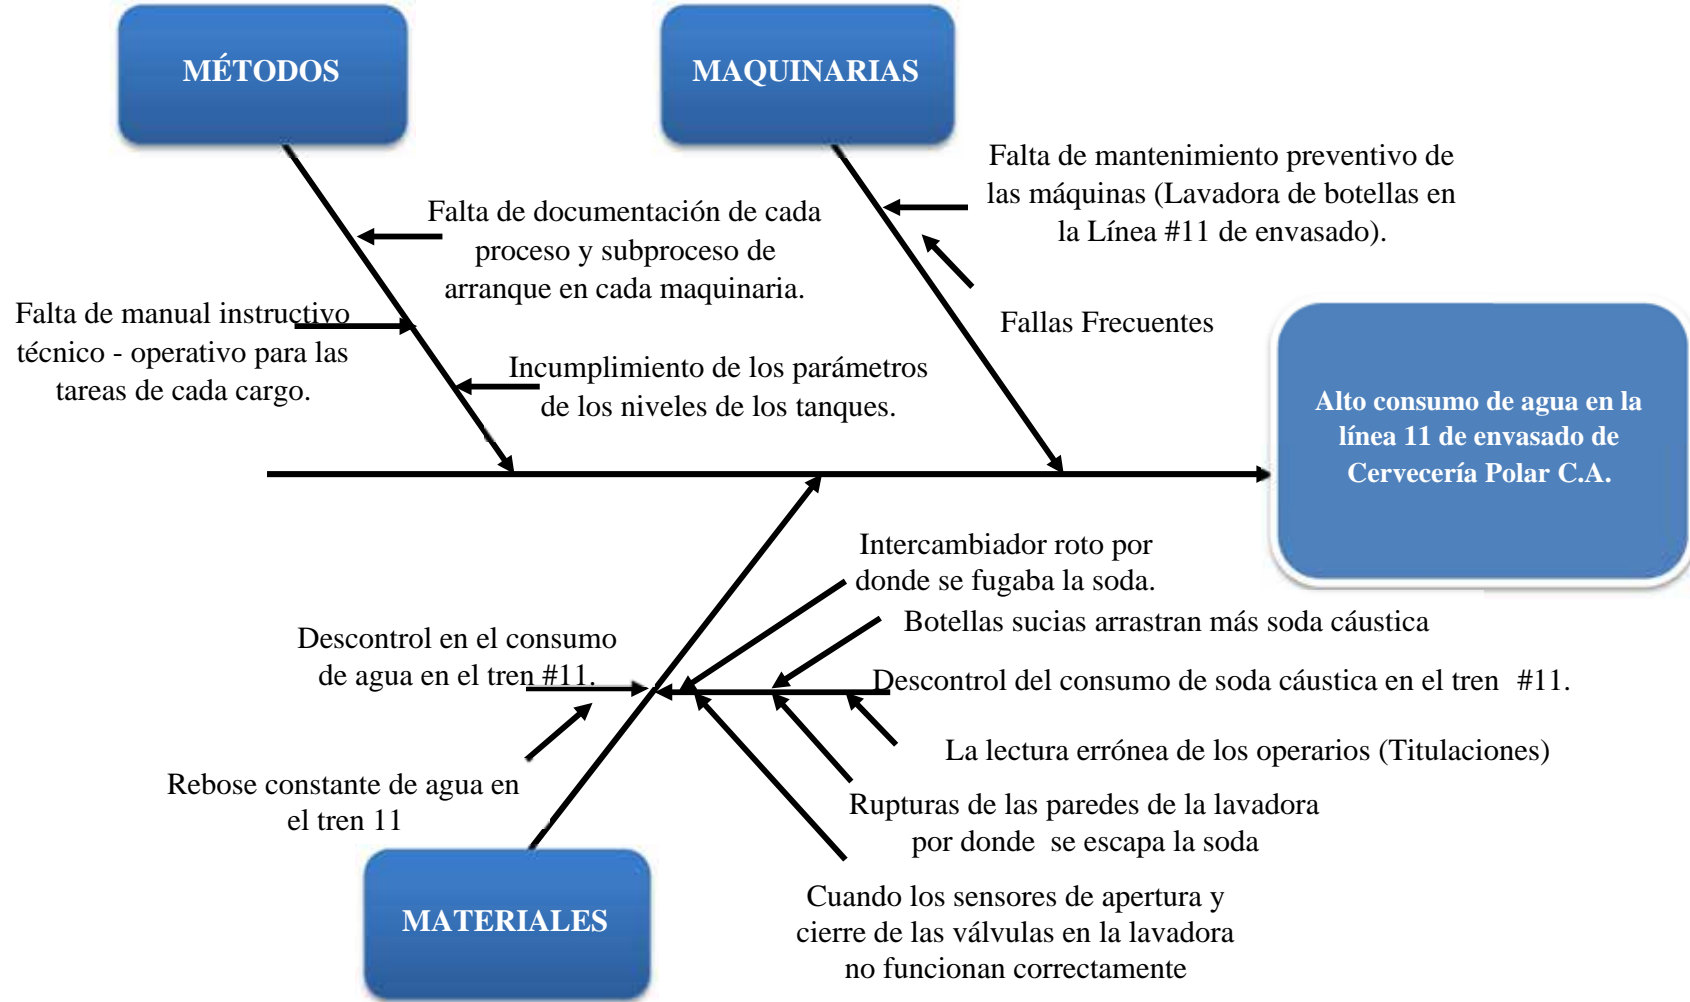 MÉTODOS
MAQUINARIAS
Falta de mantenimiento preventivo de
las máquinas (Lavadora de botellas en
la Línea #11 de envasado).
Falta de documentación de cada
proceso y subproceso de
arranque en cada maquinaria.
Falta de manual instructivo
técnico - operativo para las
tareas de cada cargo.
Fallas Frecuentes
Incumplimiento de los parámetros
de los niveles de los tanques.
Alto consumo de agua en la
línea 11 de envasado de
Cervecería Polar C.A.
Intercambiador roto por
donde se fugaba la soda.
Botellas sucias arrastran más soda cáustica
Descontrol en el consumo
de agua en el tren #11.
Descontrol del consumo de soda cáustica en el tren #11.
La lectura errónea de los operarios (Titulaciones)
Rebose constante de agua en
el tren 11
Rupturas de las paredes de la lavadora
por donde se escapa la soda
Cuando los sensores de apertura y
cierre de las válvulas en la lavadora
no funcionan correctamente
MATERIALES